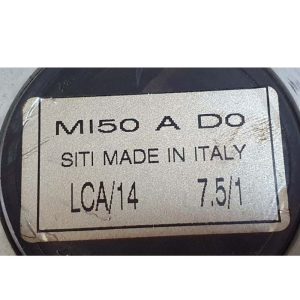 MI50 A D0
SITI MADE IN ITALY
LCA/14 7.5/1